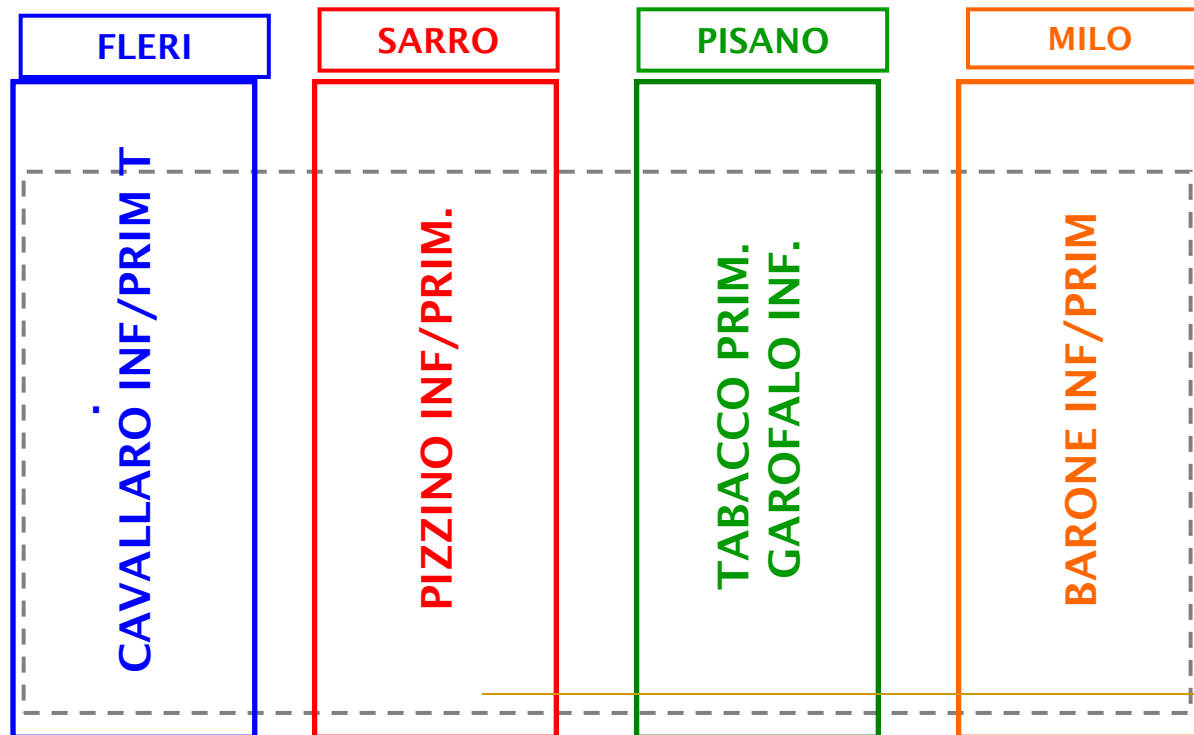 FLERI
SARRO
PISANO
MILO
.
CAVALLARO INF/PRIM T
PIZZINO INF/PRIM.
TABACCO PRIM.
GAROFALO INF.
BARONE INF/PRIM